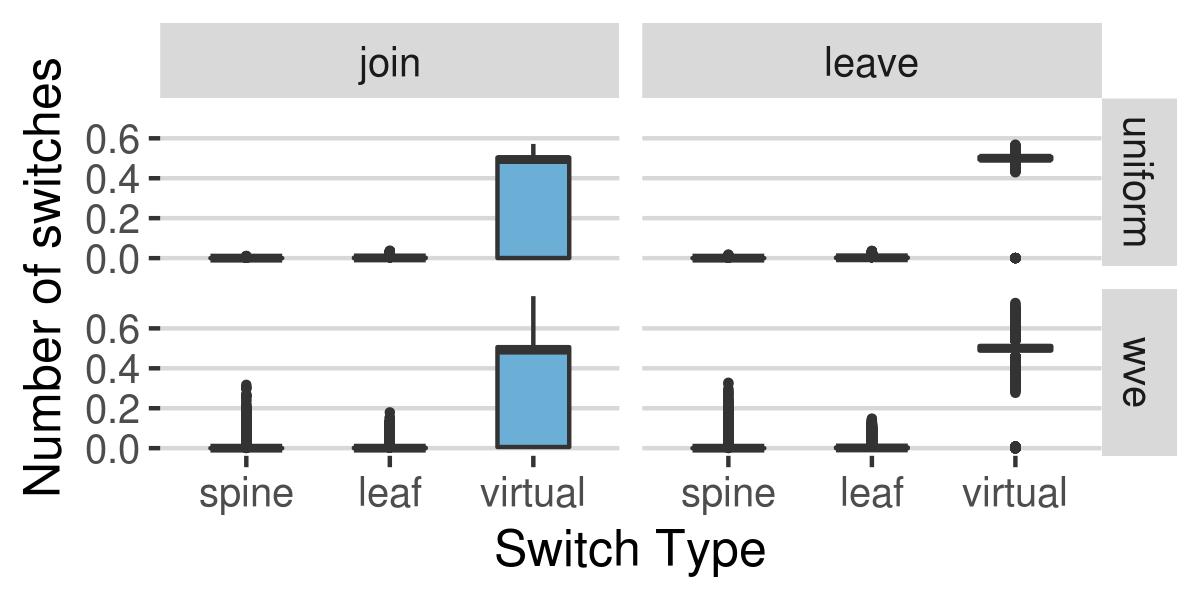 join leave
Number of switches
0.6
0.4
0.2
0.0
uniform
0.6
0.4
0.2
0.0
wve
spine leaf virtual spine leaf virtual
Switch Type